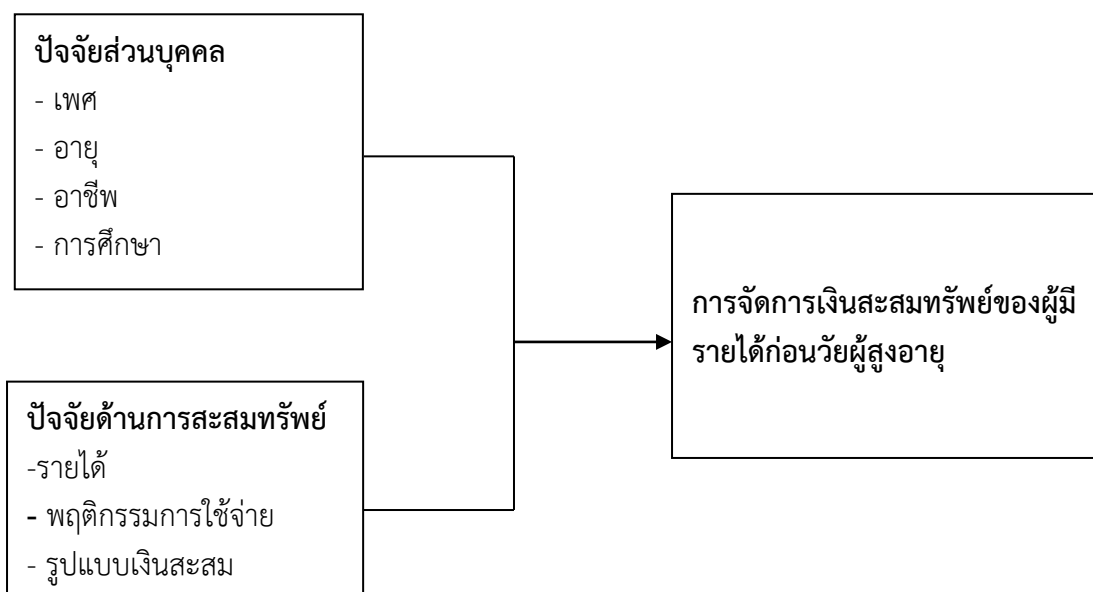 ปัจจัยส่วนบุคคล
- เพศ
- อายุ
- อาชีพ
- การศึกษา
ปัจจัยด้านการสะสมทรัพย์
-รายได้
- พฤติกรรมการใช้จ่าย
- รูปแบบเงินสะสม
การจัดการเงินสะสมทรัพย์ของผู้มี
รายได้ก่อนวัยผู้สูงอายุ